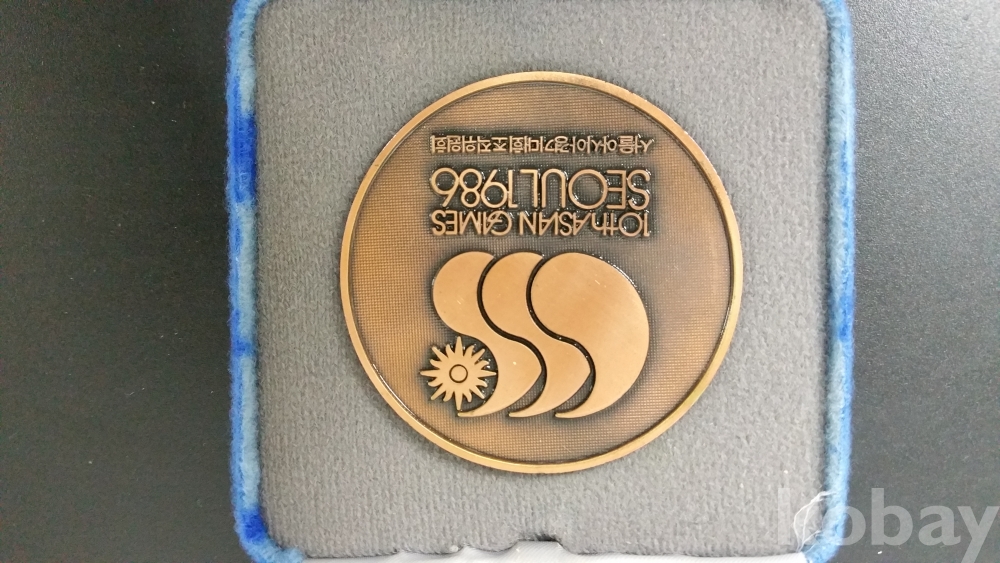 10th ASIAN GAMES
SEOUL 1986
서울아시아경기대회조직위원회
kobay